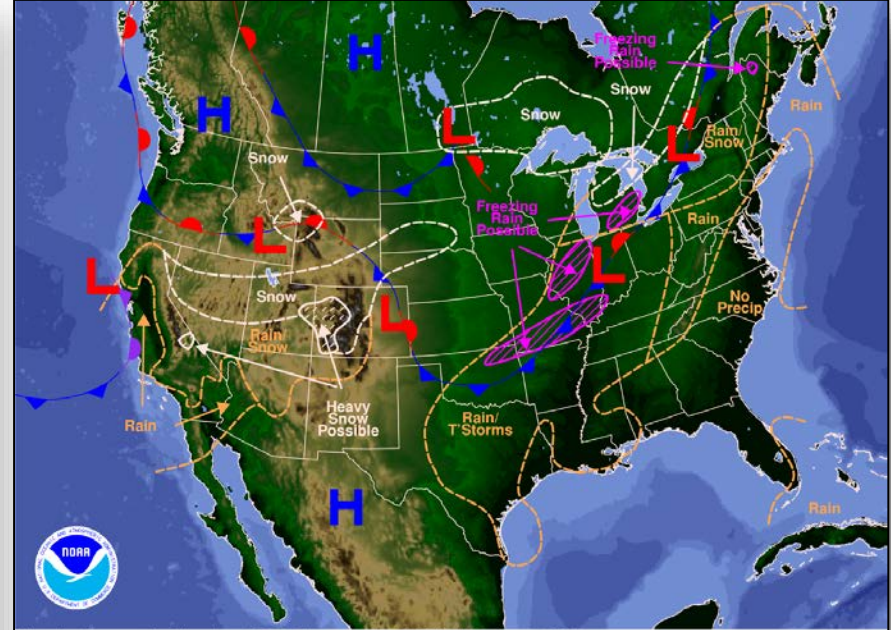 Freezing
Rain
Possible
H
H
Snow
Snow
L
Rain
Rain/
Snow
L
Snow
Freezing
Rain
Possible
Rain
L
L
L
Snow
L
No
Precip
Rain/
Snow
Heavy
Snow
Possible
Rain
Rain/
T'Storms
H
Rain
NOAA